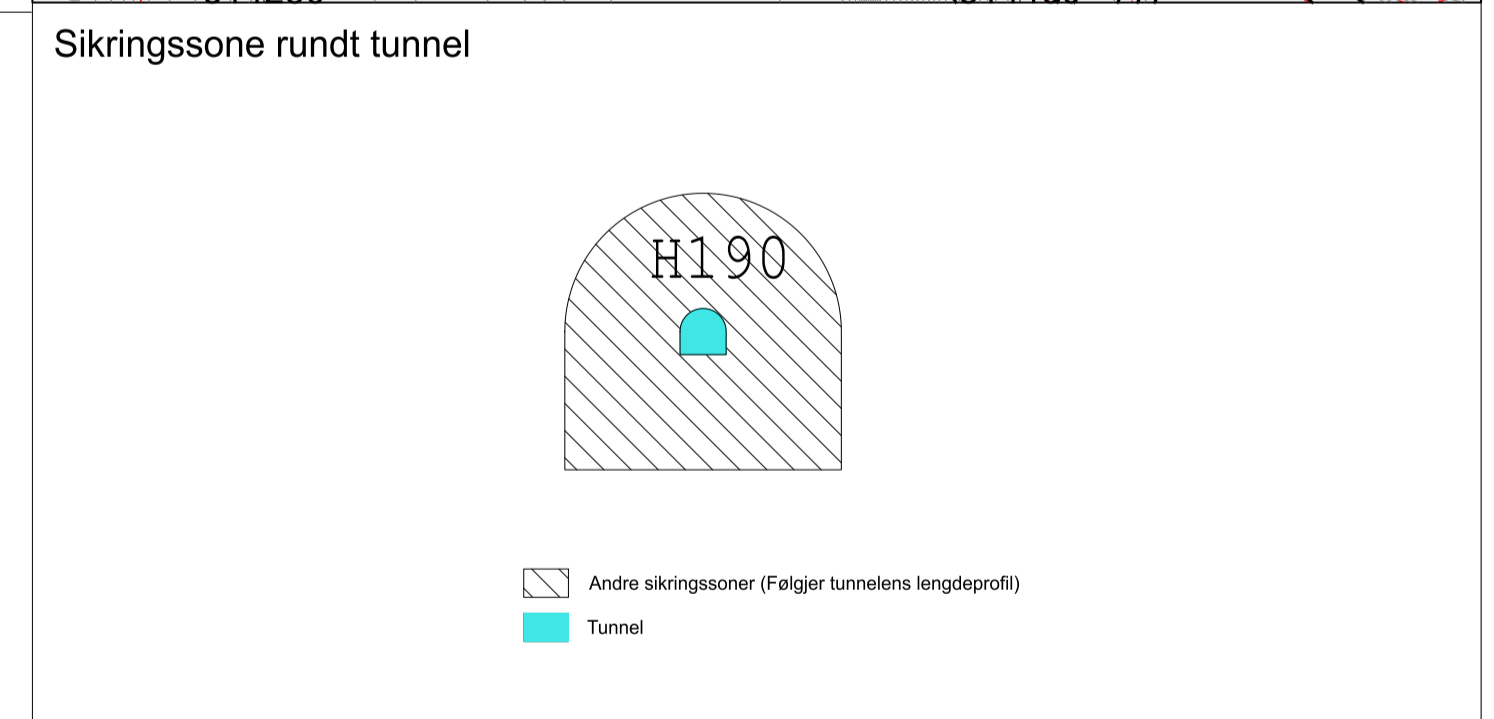 Sikringssone rundt tunnel
H190
Andre sikringssoner (Følgjer tunnelens lengdeprofil)
Tunnel